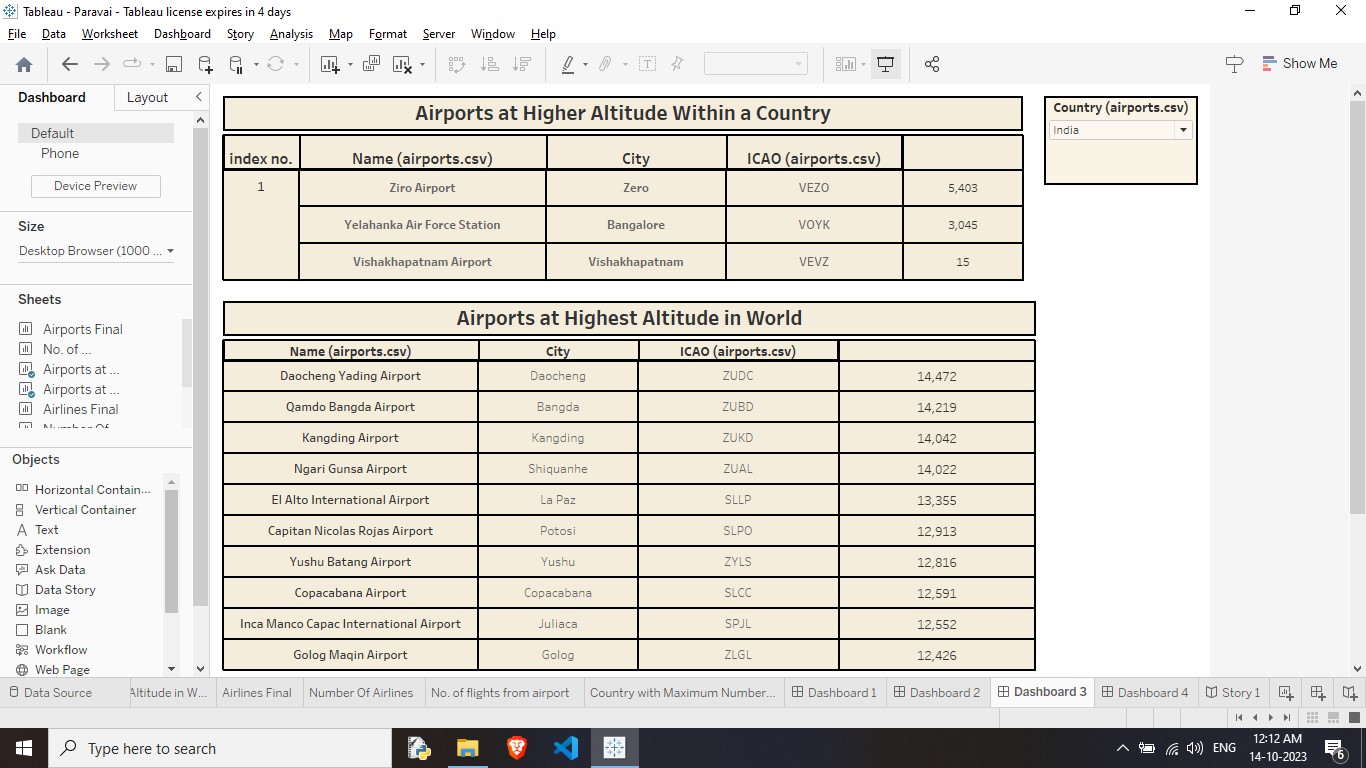 Tableau - Paravai - Tableau license expires in 4 days
File Data Worksheet Dashboard Story Analysis Map Format Server Window Help
Show Me
Dashboard Layout
Default
Phone
Device Preview
Size
Desktop Browser (1000 ...
Sheets
Airports Final
No. of ...
Airports at ...
Airports at ...
Airlines Final
Number Of
Objects
Horizontal Contain...
Vertical Container
Text
Extension
Ask Data
Data Story
Image
Blank
Workflow
Web Page
Airports at Higher Altitude Within a Country
index no. Name (airports.csv) City ICAO (airports.csv)
1 Ziro Airport Zero VEZO 5,403
Yelahanka Air Force Station Bangalore VOYK 3,045
Vishakhapatnam Airport Vishakhapatnam VEVZ 15
Country (airports.csv)
India
Airports at Highest Altitude in World
Name (airports.csv) City ICAO (airports.csv)
Daocheng Yading Airport Daocheng ZUDC 14,472
Qamdo Bangda Airport Bangda ZUBD 14,219
Kangding Airport Kangding ZUKD 14,042
Ngari Gunsa Airport Shiquanhe ZUAL 14,022
El Alto International Airport La Paz SLLP 13,355
Capitan Nicolas Rojas Airport Potosi SLPO 12,913
Yushu Batang Airport Yushu ZYLS 12,816
Copacabana Airport Copacabana SLCC 12,591
Inca Manco Capac International Airport Juliaca SPJL 12,552
Golog Maqin Airport Golog ZLGL 12,426
Data Source Altitude in W... Airlines Final Number Of Airlines No. of flights from airport Country with Maximum Number... Dashboard 1 Dashboard 2 Dashboard 3 Dashboard 4 Story 1
Type here to search
ENG
12:12 AM
14-10-2023
6